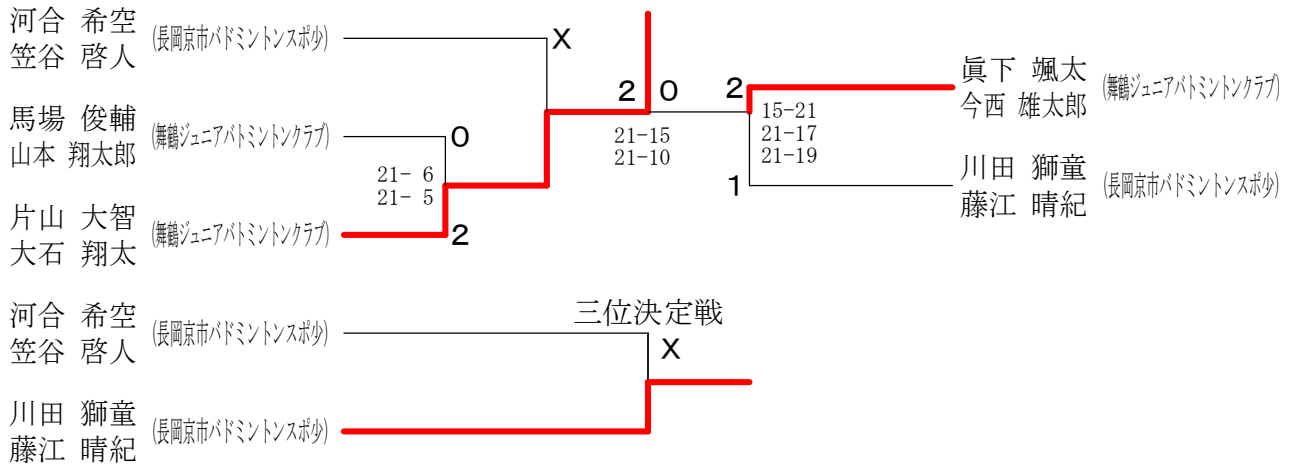 河合 希空
笠谷 啓人
(長岡京市バドミントンスポ少)
X
馬場 俊輔
山本 翔太郎
(舞鶴ジュニアバトミントンクラブ)
0
21- 6
21- 5
片山 大智
大石 翔太
(舞鶴ジュニアバトミントンクラブ)
2
2 0
21-15
21-10
2
15-21
21-17
21-19
1
眞下 颯太
今西 雄太郎
(舞鶴ジュニアバトミントンクラブ)
川田 獅童
藤江 晴紀
(長岡京市バドミントンスポ少)
三位決定戦
河合 希空
笠谷 啓人
(長岡京市バドミントンスポ少)
X
川田 獅童
藤江 晴紀
(長岡京市バドミントンスポ少)